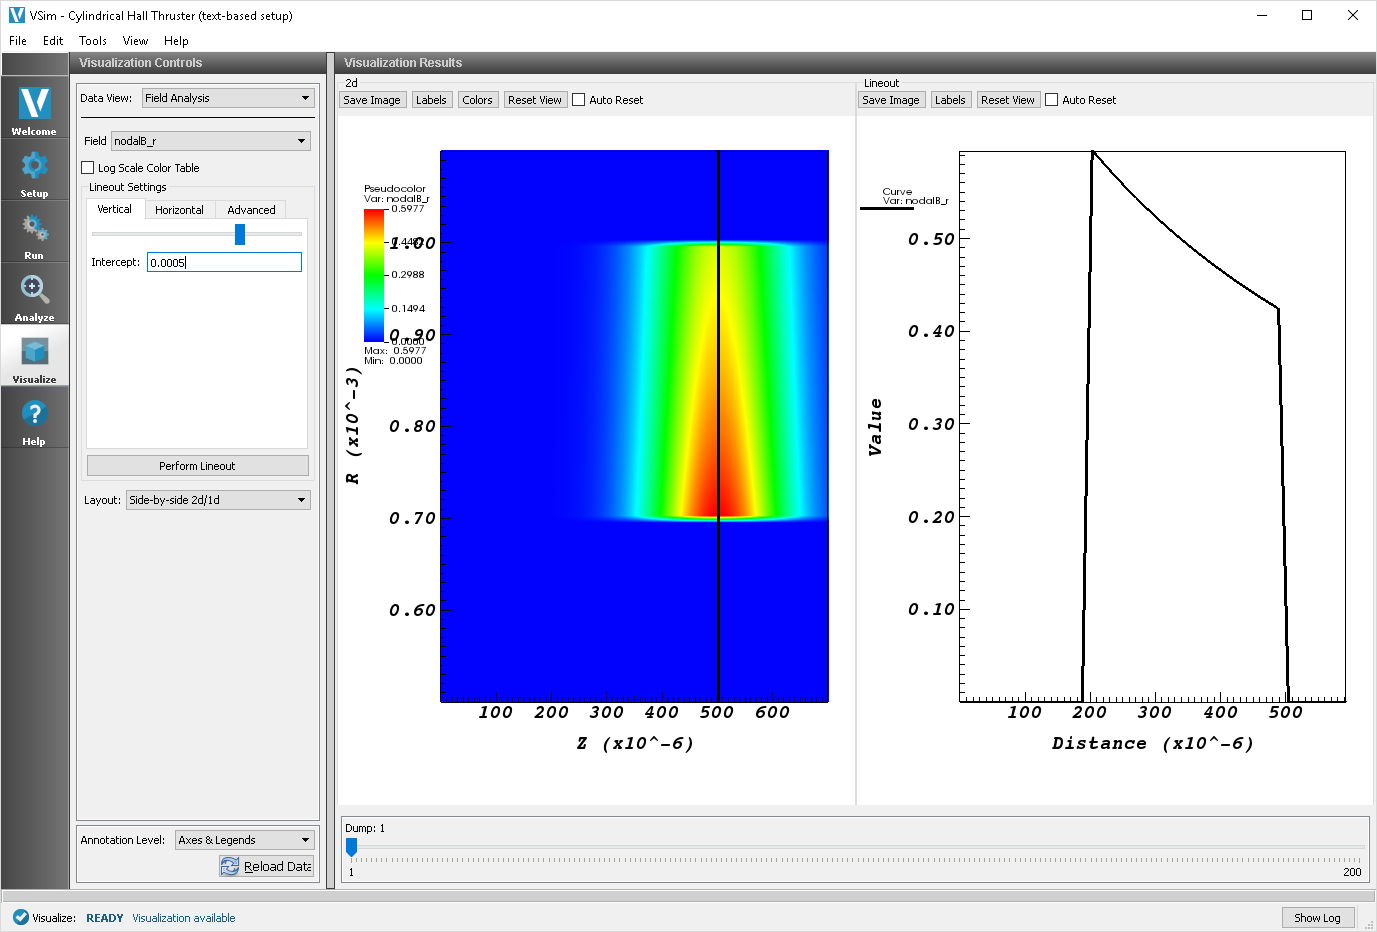 VSim - Cylindrical Hall Thruster (text-based setup)
File Edit Tools View Help
Visualization Controls
Visualization Results
Welcome
Setup
Run
Analyze
Visualize
Help
Data View: Field Analysis
Field nodalB_r
Log Scale Color Table
Lineout Settings
Vertical Horizontal Advanced
Intercept: 0.0005
Perform Lineout
Layout: Side-by-side 2d/1d
Annotation Level: Axes & Legends
Reload Data
2d
Save Image Labels Colors Reset View Auto Reset
Pseudocolor
Var: nodalB_r
0.5977
0.2988
0.1494
0.0000
Max: 0.5977
Min: 0.0000
1.00
0.90
0.80
0.70
0.60
R (x10^-3)
100 200 300 400 500 600
Z (x10^-6)
Lineout
Save Image Labels Reset View Auto Reset
Curve
Var: nodalB_r
0.50
0.40
0.30
0.20
0.10
Value
100 200 300 400 500
Distance (x10^-6)
Dump: 1
1 200
Visualize: READY Visualization available
Show Log